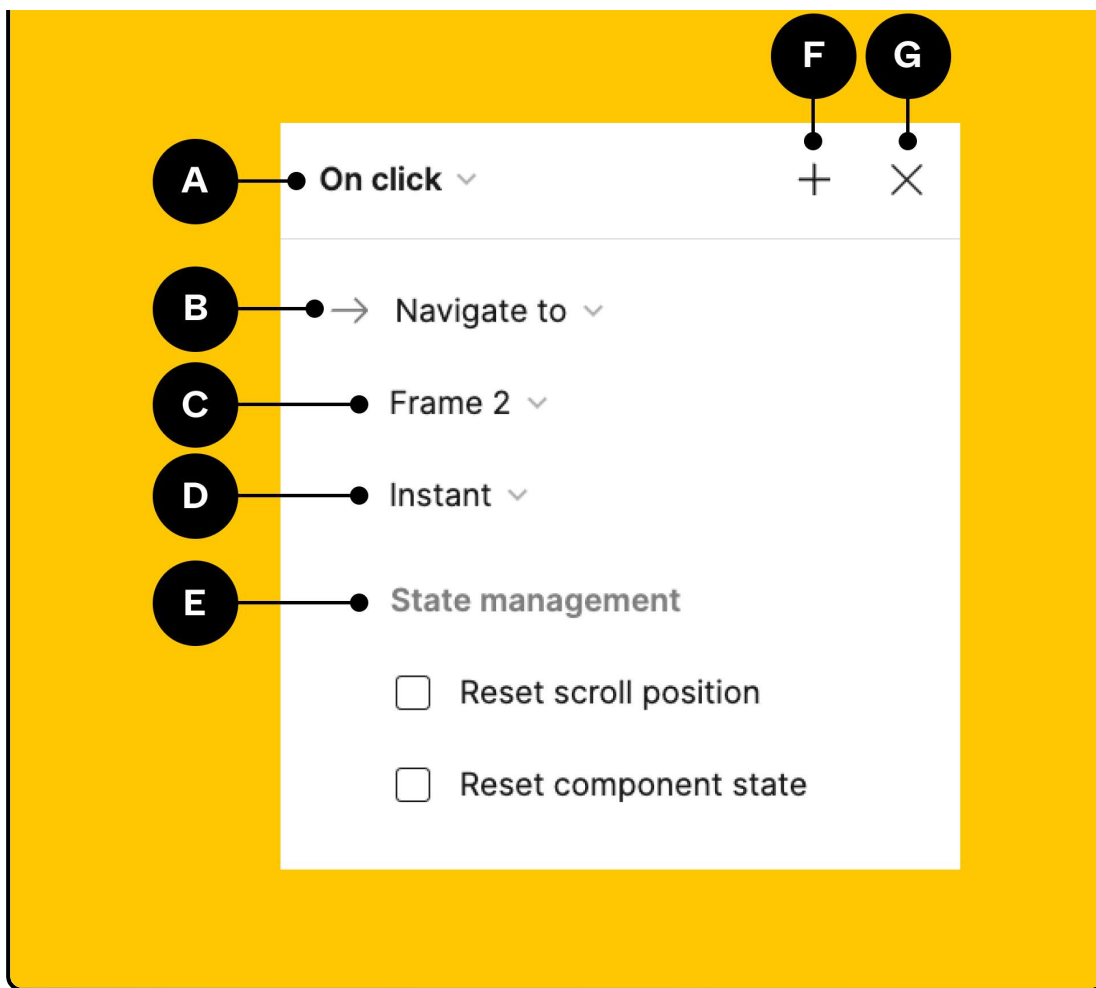 F G
A On click
B Navigate to
C Frame 2
D Instant
E State management
Reset scroll position
Reset component state